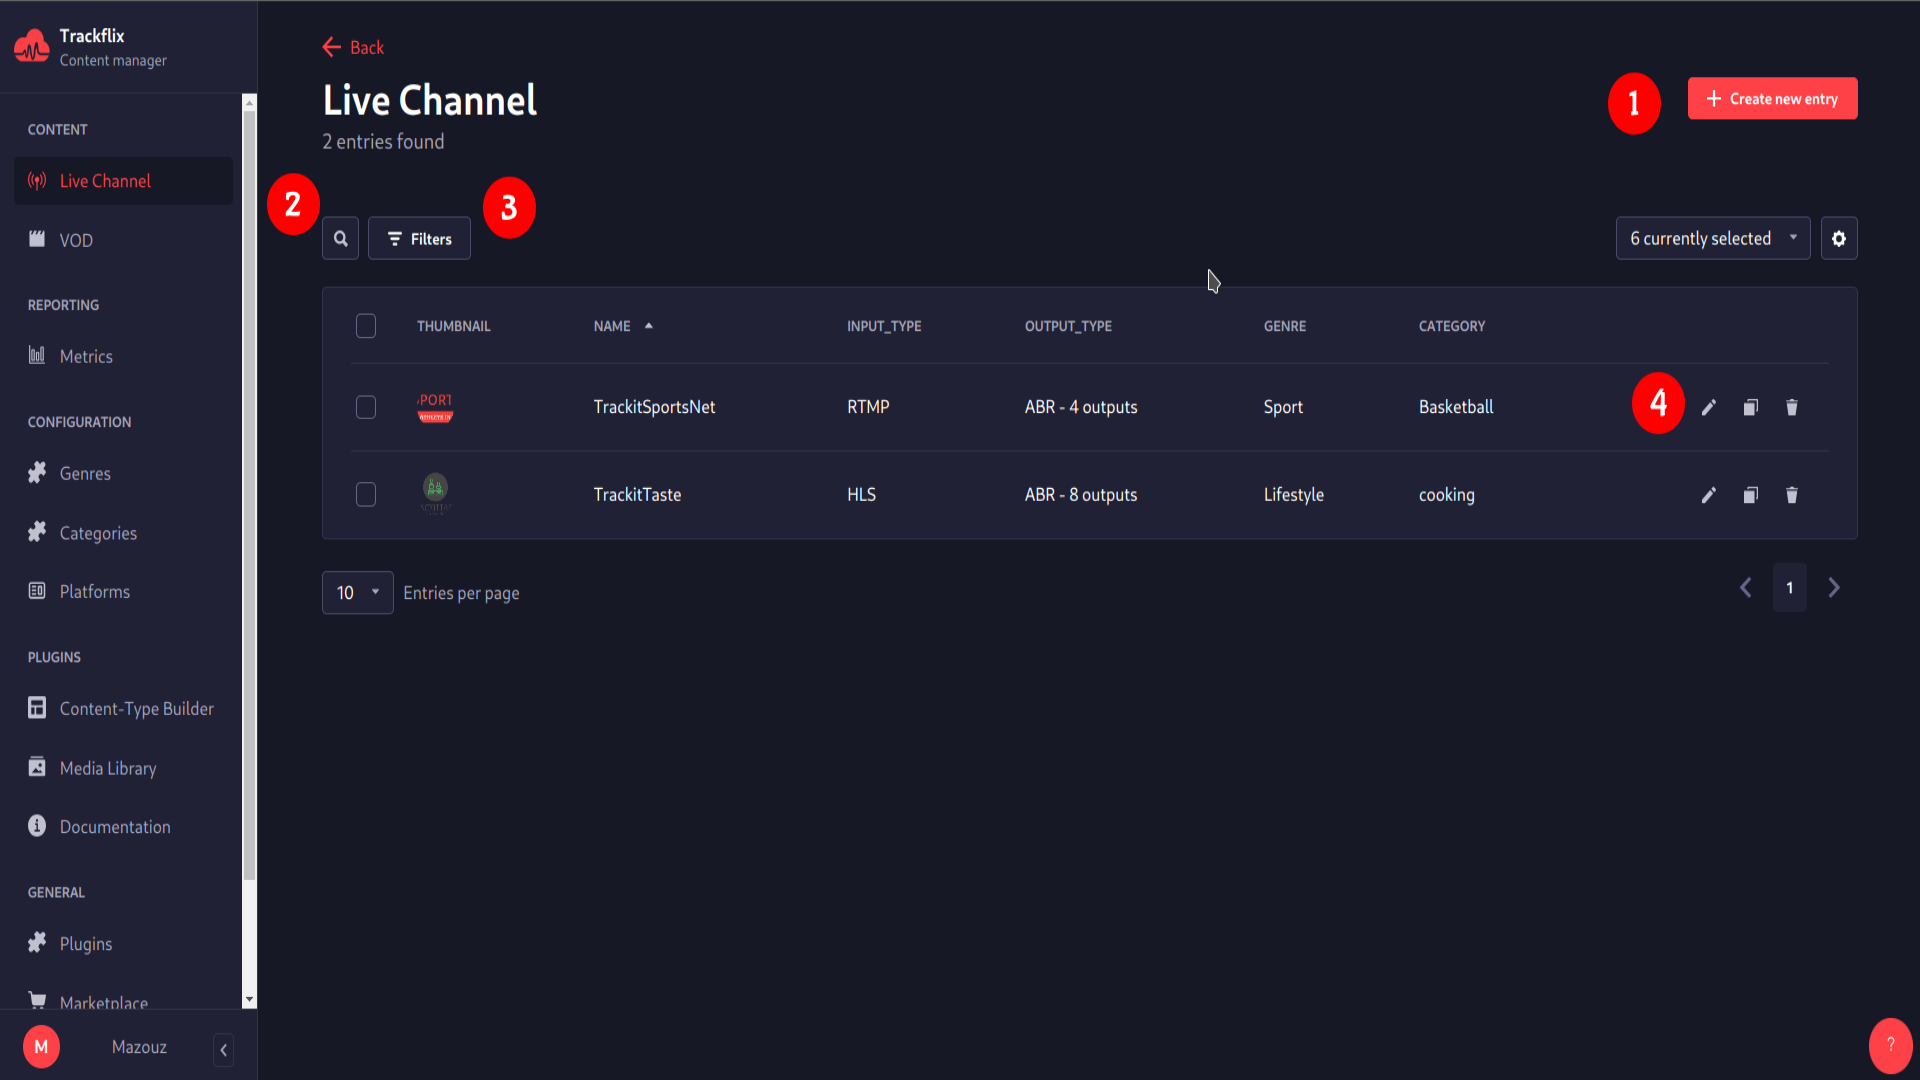 Trackflix
Content manager
CONTENT
Live Channel
VOD
REPORTING
Metrics
CONFIGURATION
Genres
Categories
Platforms
PLUGINS
Content-Type Builder
Media Library
Documentation
GENERAL
Plugins
Marketplace
M Mazouz
Back
Live Channel
2 entries found
1 Create new entry
2 Filters 3
6 currently selected
THUMBNAIL NAME INPUT_TYPE OUTPUT_TYPE GENRE CATEGORY
TrackitSportsNet RTMP ABR - 4 outputs Sport Basketball 4
TrackitTaste HLS ABR - 8 outputs Lifestyle cooking
10 Entries per page 1
?